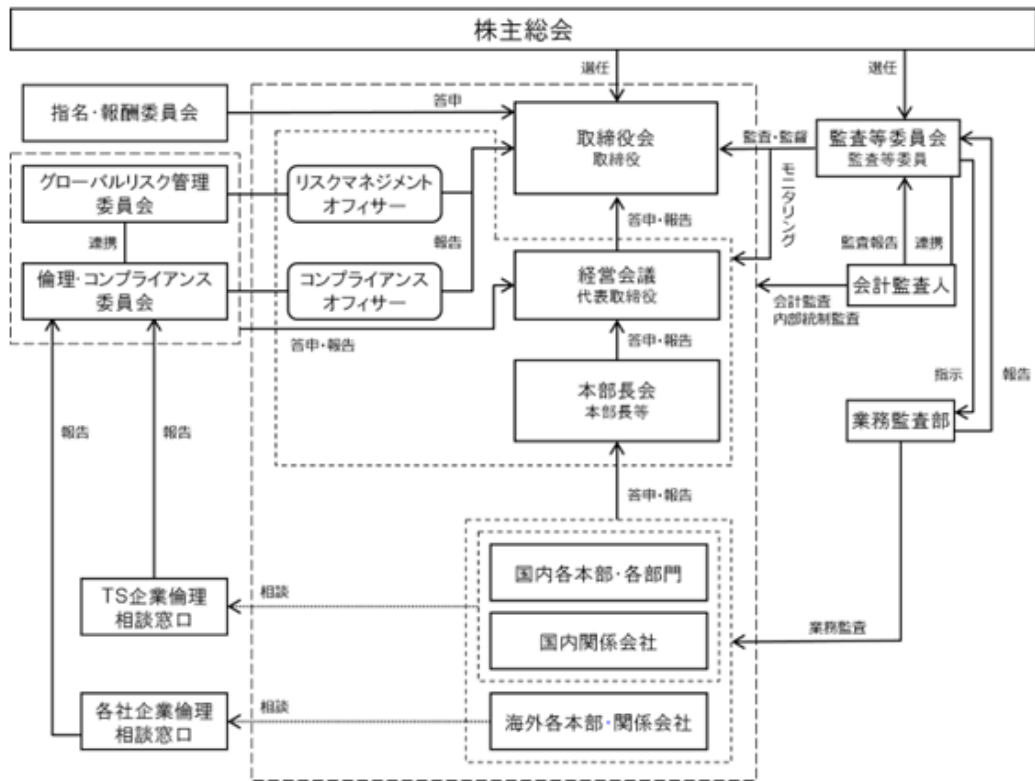 株主総会
選任
選任
指名・報酬委員会
答申
取締役会
取締役
監査・監督
監査等委員会
監査等委員
モニタリング
グローバルリスク管理
委員会
リスクマネジメント
オフィサー
連携
報告
答申・報告
監査報告
連携
倫理・コンプライアンス
委員会
コンプライアンス
オフィサー
経営会議
代表取締役
会計監査人
会計監査
内部統制監査
答申・報告
答申・報告
本部長会
本部長等
指示
報告
業務監査部
報告
報告
答申・報告
国内各本部・各部門
TS企業倫理
相談窓口
相談
国内関係会社
業務監査
各社企業倫理
相談窓口
相談
海外各本部・関係会社